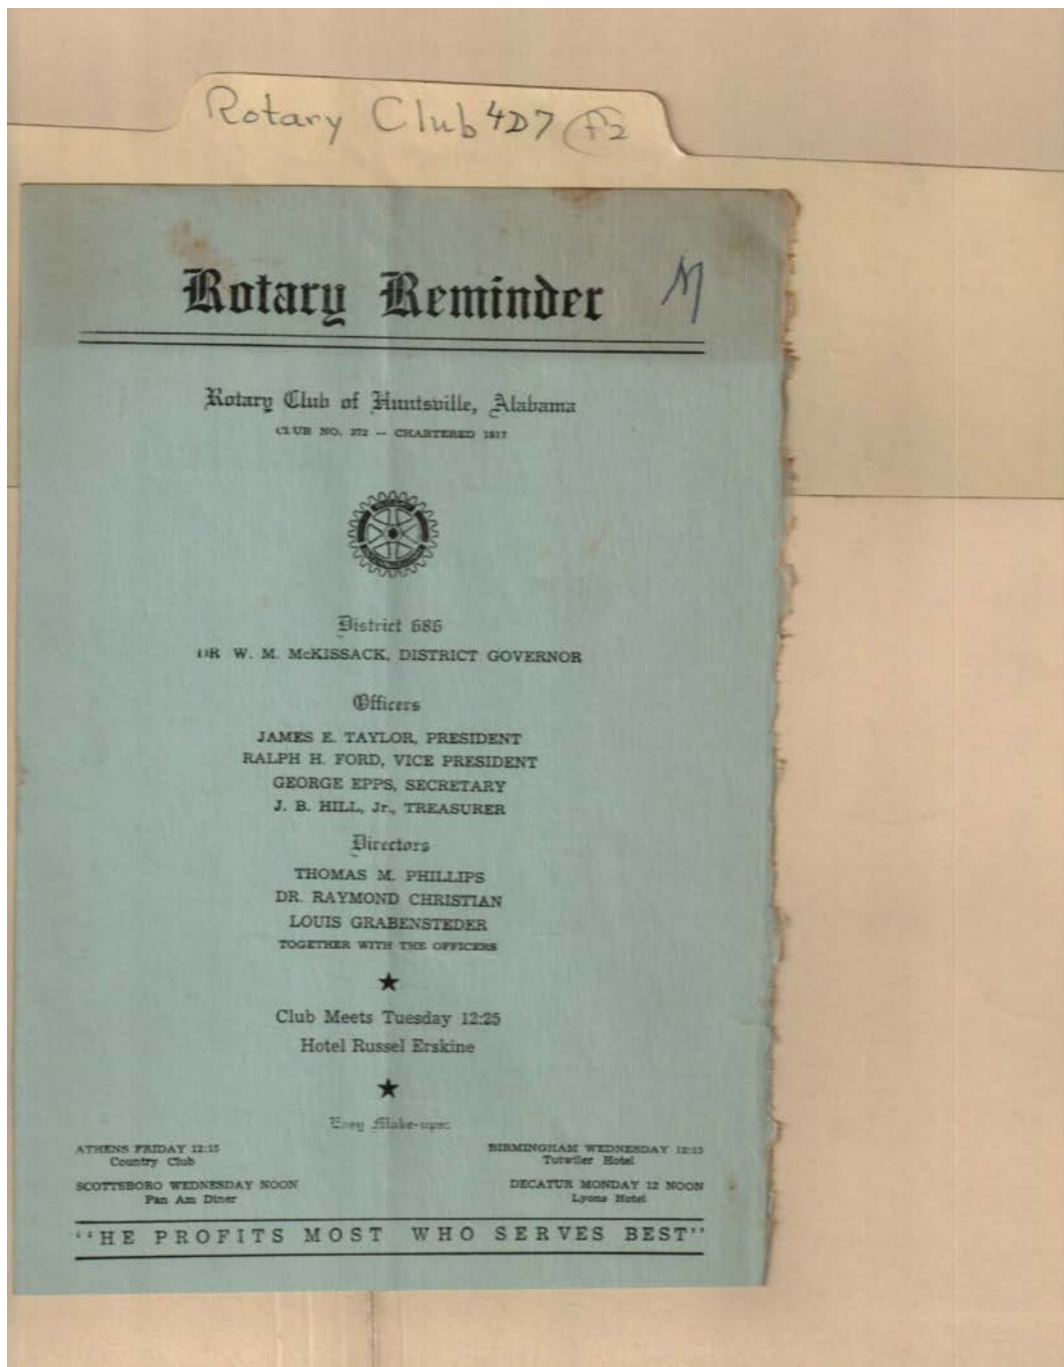 Rotary Club 4D7 F2
Rotary Reminder
Rotary Club of Huntsville, Alabama
CLUB NO. 272 -- CHARTERED 1917
District 686
DR W. M. McKISSACK, DISTRICT GOVERNOR
Officers
JAMES E. TAYLOR, PRESIDENT
RALPH H. FORD, VICE PRESIDENT
GEORGE EPPS, SECRETARY
J. B. HILL, Jr., TREASURER
Directors
THOMAS M. PHILLIPS
DR. RAYMOND CHRISTIAN
LOUIS GRABENSTEDER
TOGETHER WITH THE OFFICERS
Club Meets Tuesday 12:25
Hotel Russel Erskine
Easy Make-ups:
ATHENS FRIDAY 12:15
Country Club
BIRMINGHAM WEDNESDAY 12:15
Tutwiler Hotel
SCOTTSBORO WEDNESDAY NOON
Pan Am Diner
DECATUR MONDAY 12 NOON
Lyons Hotel
"HE PROFITS MOST WHO SERVES BEST"